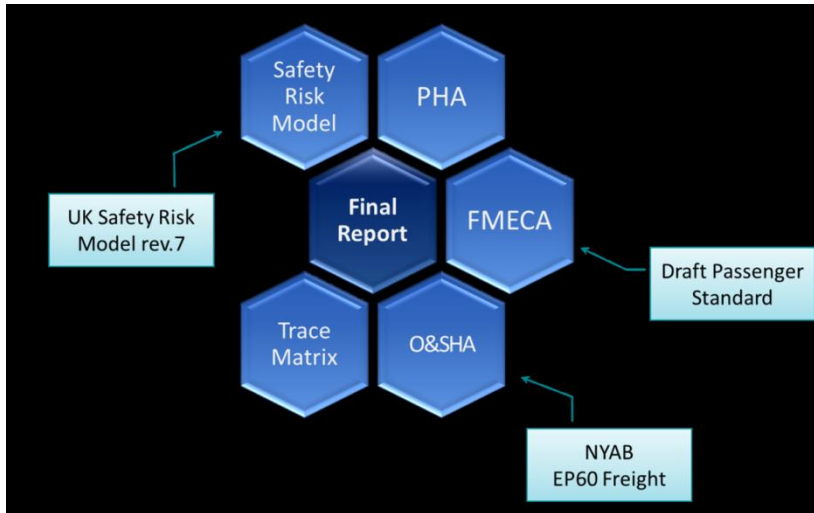 Safety
Risk
Model
PHA
UK Safety Risk
Model rev.7
Final
Report
FMECA
Draft Passenger
Standard
Trace
Matrix
O&SHA
NYAB
EP60 Freight